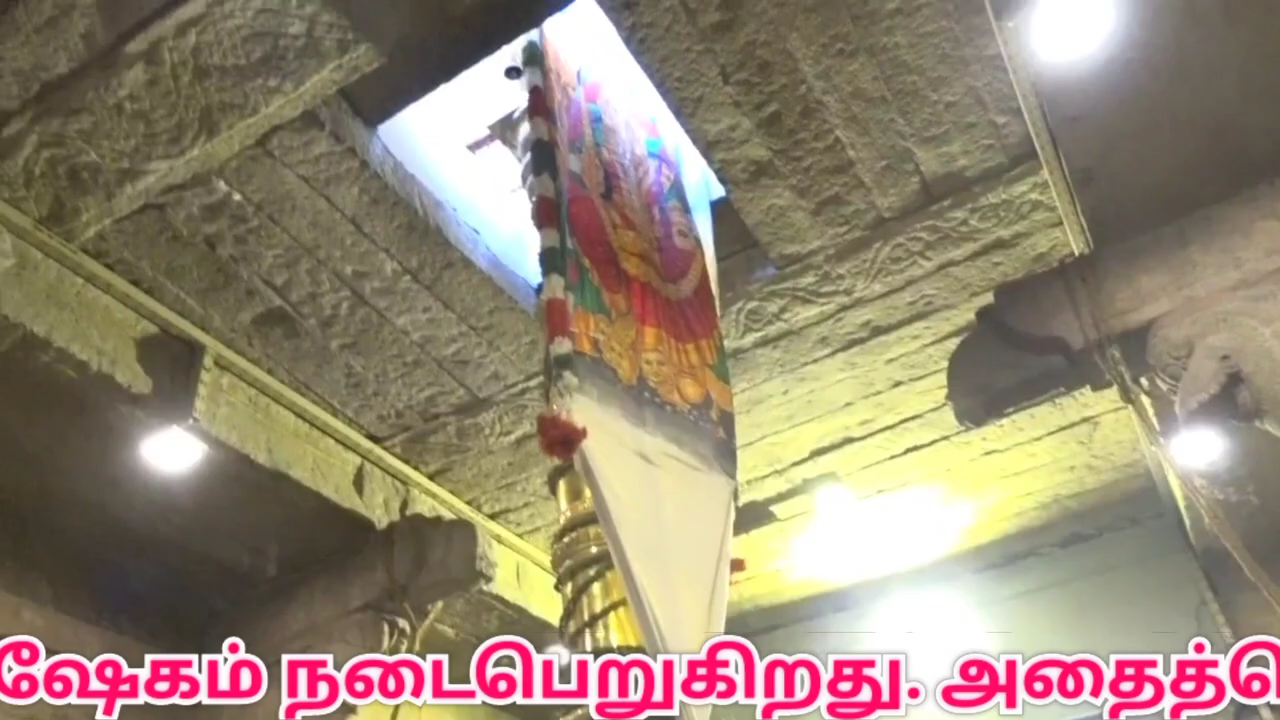 ஷேகம் நடைபெறுகிறது. அதைத்